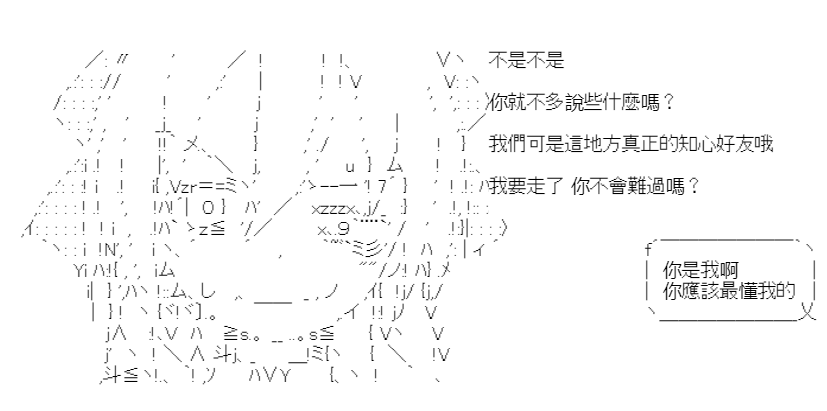 不是不是
你就不多說些什麼嗎？
我們可是這地方真正的知心好友哦
我要走了 你不會難過嗎？
你是我啊
你應該最懂我的